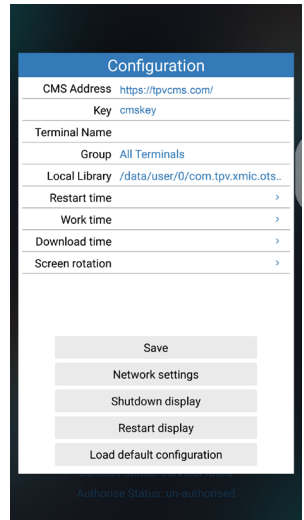 Configuration
CMS Address https://tpvcms.com/
Key cmskey
Terminal Name
Group All Terminals
Local Library /data/user/0/com.tpv.xmic.ots..
Restart time >
Work time >
Download time >
Screen rotation >
Save
Network settings
Shutdown display
Restart display
Load default configuration
Authorise Status: un-authorised